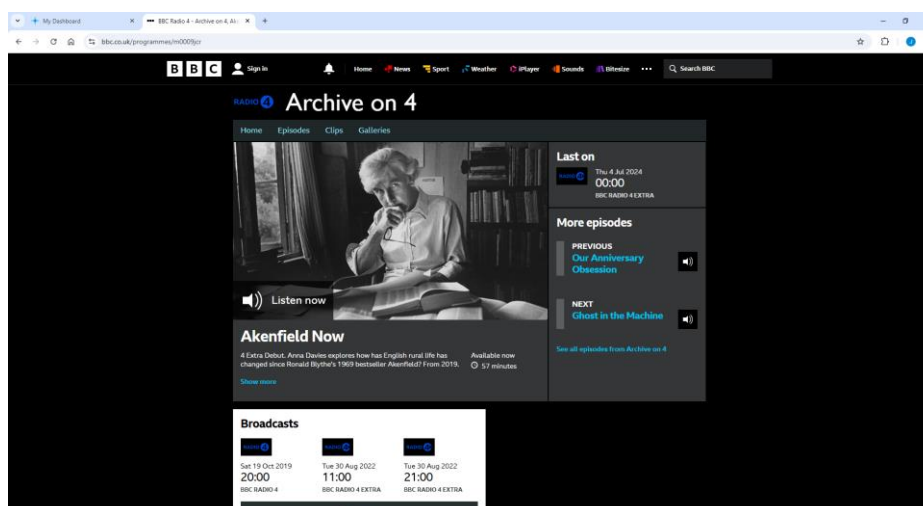 My Dashboard
BBC Radio 4 - Archive on 4, Ak
bbc.co.uk/programmes/m0009jcr
BBC
Sign in
Home
News
Sport
Weather
iPlayer
Sounds
Bitesize
Search BBC
RADIO 4
Archive on 4
Home
Episodes
Clips
Galleries
Listen now
Akenfield Now
4 Extra Debut. Anna Davies explores how has English rural life has
changed since Ronald Blythe's 1969 bestseller Akenfield? From 2019.
Show more
Available now
57 minutes
Last on
Thu 4 Jul 2024
00:00
BBC RADIO 4 EXTRA
More episodes
PREVIOUS
Our Anniversary
Obsession
NEXT
Ghost in the Machine
See all episodes from Archive on 4
Broadcasts
Sat 19 Oct 2019
20:00
BBC RADIO 4
Tue 30 Aug 2022
11:00
BBC RADIO 4 EXTRA
Tue 30 Aug 2022
21:00
BBC RADIO 4 EXTRA